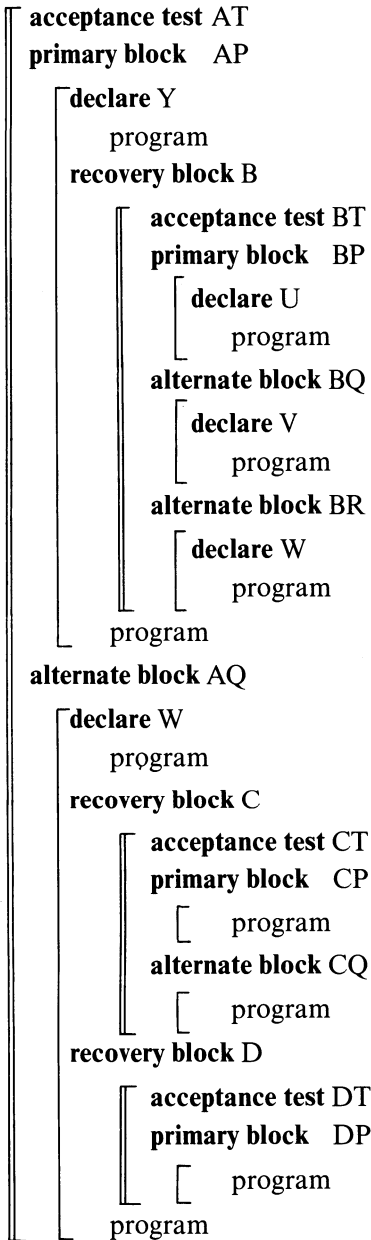 acceptance test AT
primary block AP
declare Y
program
recovery block B
acceptance test BT
primary block BP
declare U
program
alternate block BQ
declare V
program
alternate block BR
declare W
program
program
alternate block AQ
declare W
program
recovery block C
acceptance test CT
primary block CP
program
alternate block CQ
program
recovery block D
acceptance test DT
primary block DP
program
program